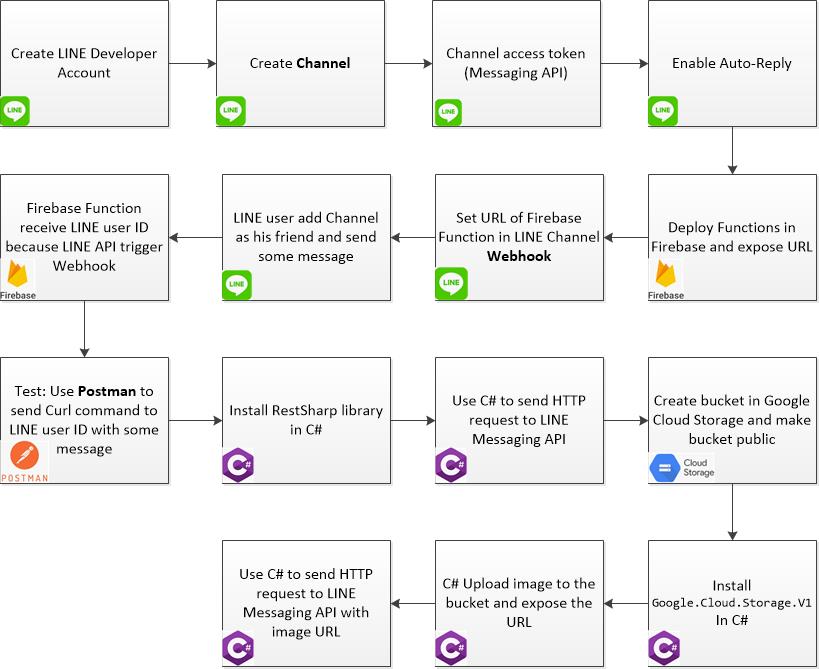 Create LINE Developer
Account
LINE
Create Channel
LINE
Channel access token
(Messaging API)
LINE
Enable Auto-Reply
LINE
Deploy Functions in
Firebase and expose URL
Firebase
Set URL of Firebase
Function in LINE Channel
Webhook
LINE
LINE user add Channel
as his friend and send
some message
LINE
Firebase Function
receive LINE user ID
because LINE API trigger
Webhook
Firebase
Test: Use Postman to
send Curl command to
LINE user ID with some
message
POSTMAN
Install RestSharp library
in C#
C#
Use C# to send HTTP
request to LINE
Messaging API
C#
Create bucket in Google
Cloud Storage and make
bucket public
Cloud
Storage
Install
Google.Cloud.Storage.V1
In C#
C#
C# Upload image to the
bucket and expose the
URL
C#
Use C# to send HTTP
request to LINE
Messaging API with
image URL
C#